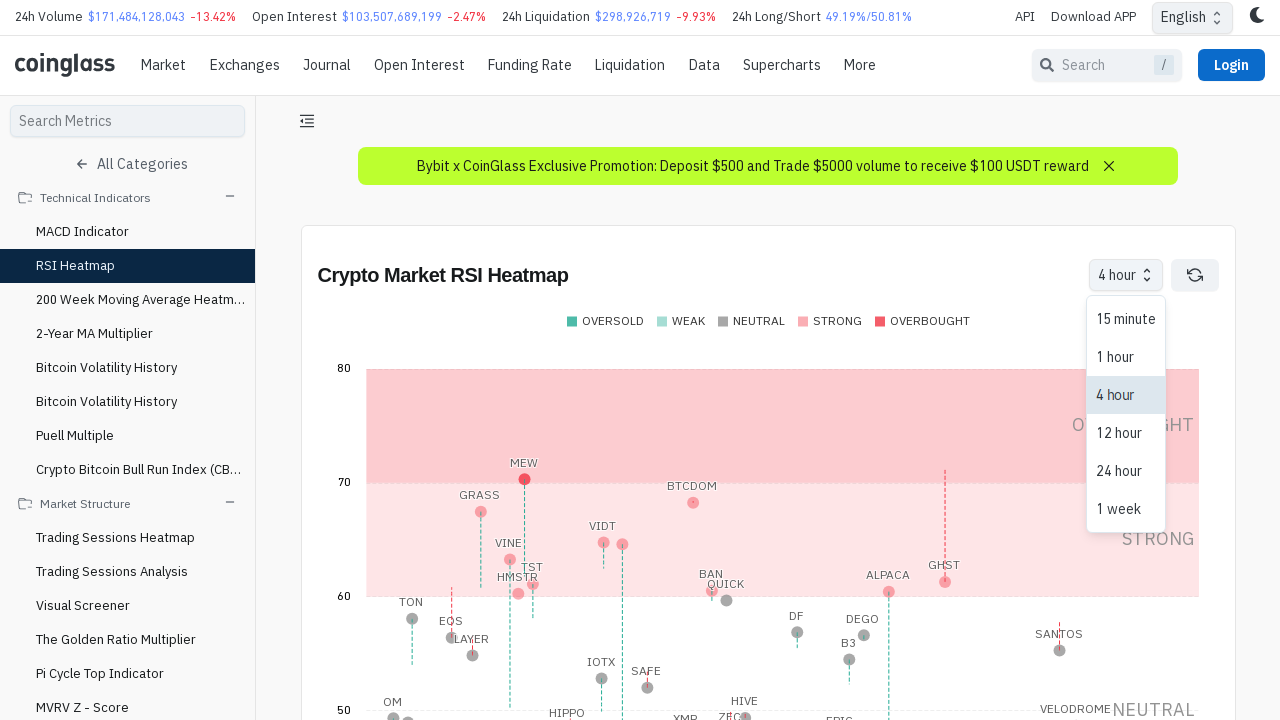 24h Volume $171,484,128,043 -13.42% Open Interest $103,507,689,199 -2.47% 24h Liquidation $298,926,719 -9.93% 24h Long/Short 49.19%/50.81% API Download APP English
coinglass Market Exchanges Journal Open Interest Funding Rate Liquidation Data Supercharts More Search / Login
Search Metrics
All Categories
Technical Indicators
MACD Indicator
RSI Heatmap
200 Week Moving Average Heatm...
2-Year MA Multiplier
Bitcoin Volatility History
Bitcoin Volatility History
Puell Multiple
Crypto Bitcoin Bull Run Index (CB...
Market Structure
Trading Sessions Heatmap
Trading Sessions Analysis
Visual Screener
The Golden Ratio Multiplier
Pi Cycle Top Indicator
MVRV Z - Score
Bybit x CoinGlass Exclusive Promotion: Deposit $500 and Trade $5000 volume to receive $100 USDT reward
Crypto Market RSI Heatmap
4 hour
15 minute
1 hour
4 hour
12 hour
24 hour
1 week
OVERSOLD WEAK NEUTRAL STRONG OVERBOUGHT
80
MEW
70
BTCDOM
GRASS
VIDT
STRONG
VINE
GHST
TST
BAN
ALPACA
HMSTR
QUICK
60
TON
DF
DEGO
EOS
SANTOS
LAYER
B3
IOTX
SAFE
OM
HIVE
VELODROME
NEUTRAL
50
HIPPO